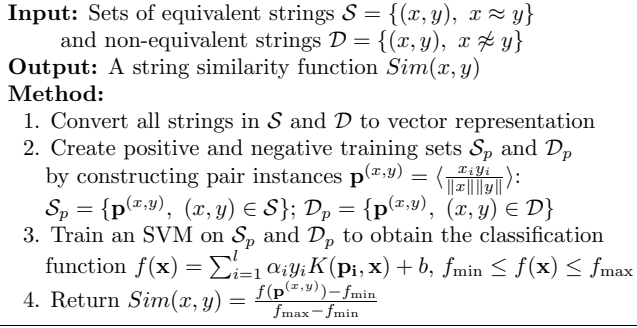 Input: Sets of equivalent strings 𝒮 = {(x, y), x ≈ y}
and non-equivalent strings 𝒟 = {(x, y), x ≉ y}
Output: A string similarity function Sim(x, y)
Method:
1. Convert all strings in 𝒮 and 𝒟 to vector representation
2. Create positive and negative training sets 𝒮_p and 𝒟_p
by constructing pair instances p^{(x,y)} = ⟨\frac{x_i y_i}{‖x‖‖y‖}⟩:
𝒮_p = {p^{(x,y)}, (x, y) ∈ 𝒮}; 𝒟_p = {p^{(x,y)}, (x, y) ∈ 𝒟}
3. Train an SVM on 𝒮_p and 𝒟_p to obtain the classification
function f(x) = ∑_{i=1}^{l} α_i y_i K(p_i, x) + b, f_min ≤ f(x) ≤ f_max
4. Return Sim(x, y) = \frac{f(p^{(x,y)})−f_min}{f_max−f_min}